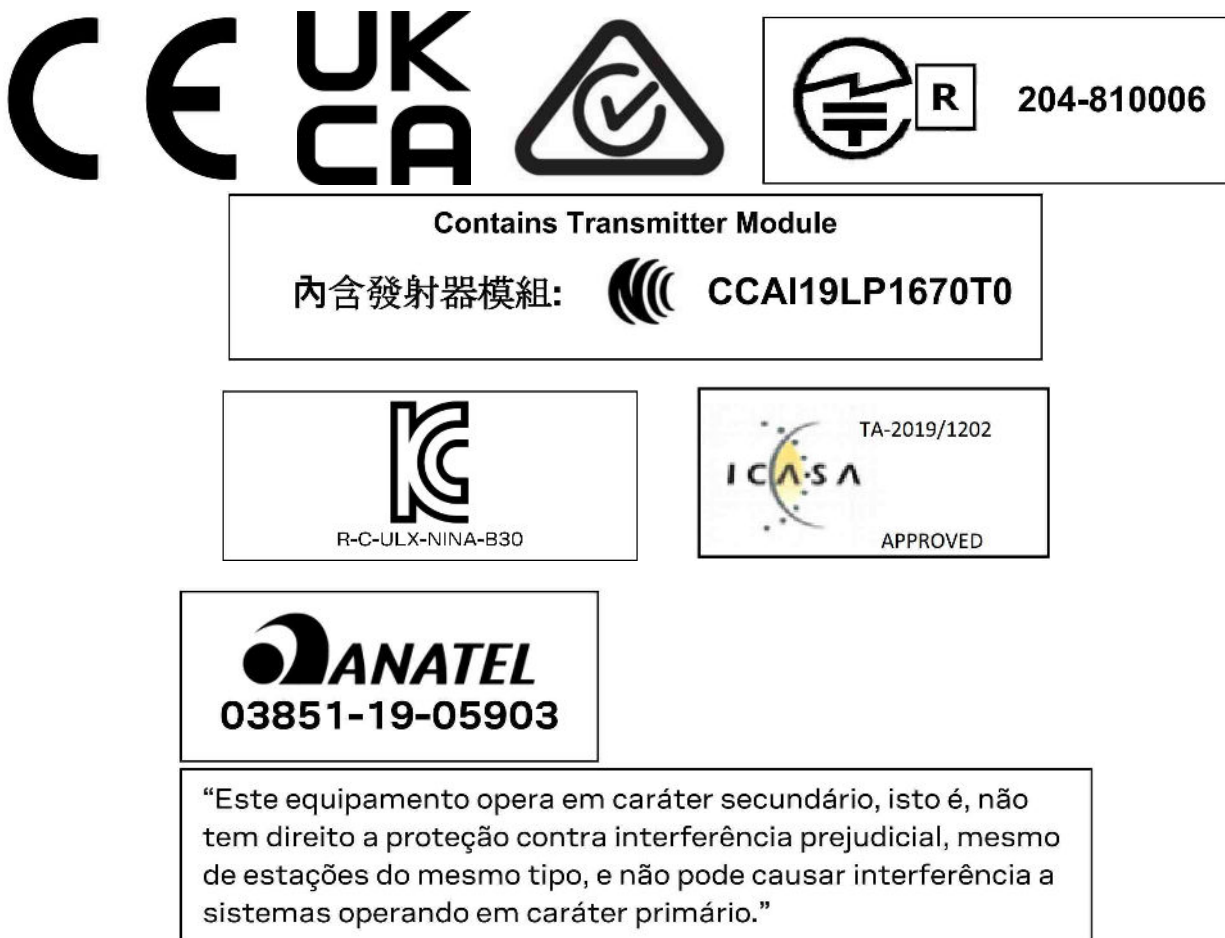 CE
UK
CA
R 204-810006
Contains Transmitter Module
內含發射器模組: CCAI19LP1670T0
R-C-ULX-NINA-B30
TA-2019/1202
ICASA
APPROVED
ANATEL
03851-19-05903
“Este equipamento opera em caráter secundário, isto é, não
tem direito a proteção contra interferência prejudicial, mesmo
de estações do mesmo tipo, e não pode causar interferência a
sistemas operando em caráter primário.”